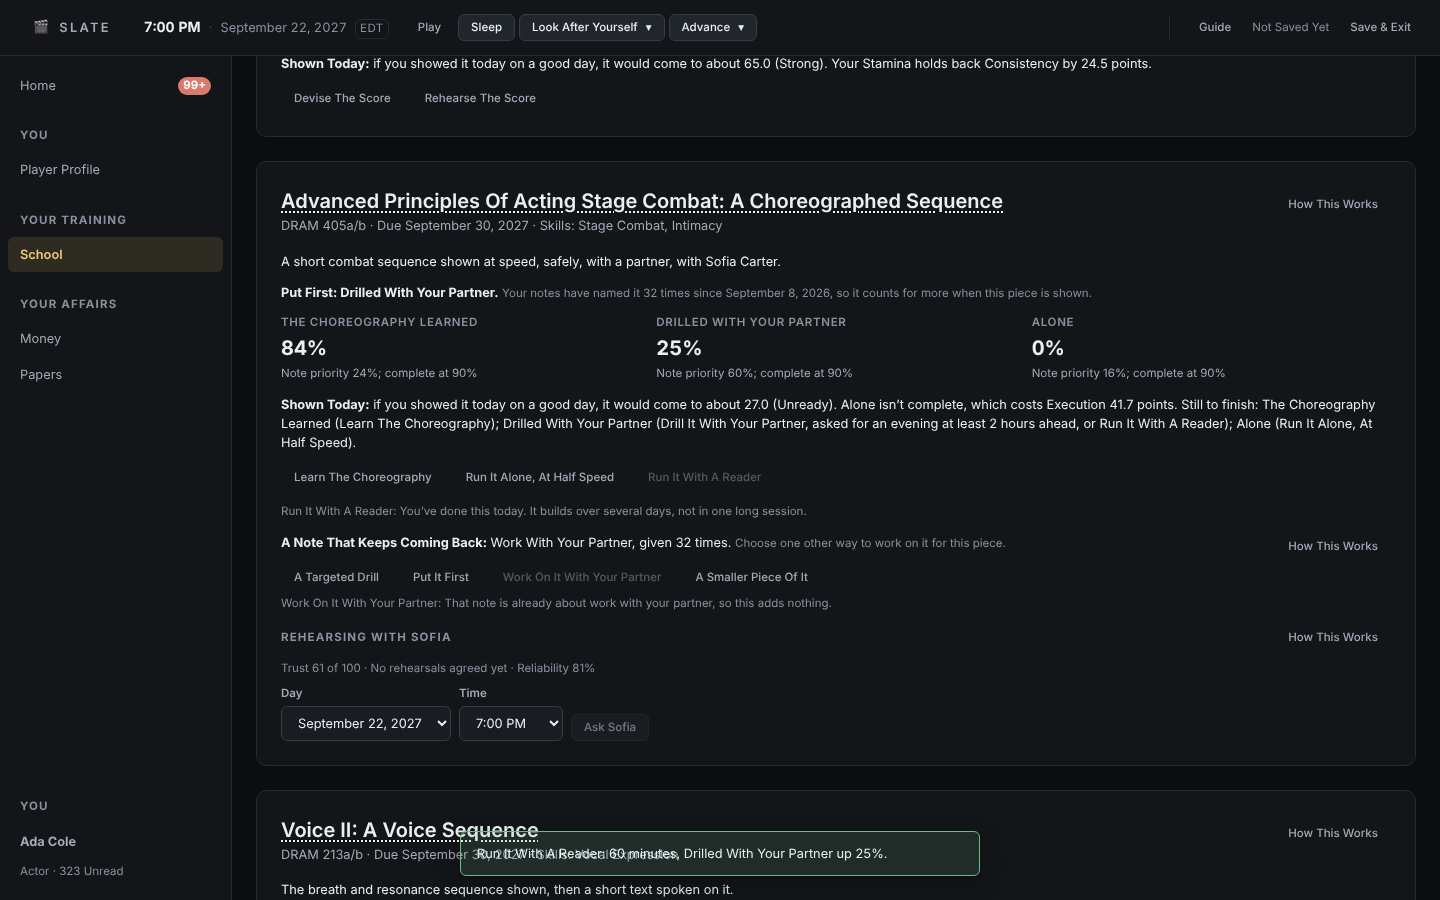 SLATE
7:00 PM · September 22, 2027 EDT
Play
Sleep
Look After Yourself ▾
Advance ▾
Guide
Not Saved Yet
Save & Exit
Home
99+
YOU
Player Profile
YOUR TRAINING
School
YOUR AFFAIRS
Money
Papers
YOU
Ada Cole
Actor · 323 Unread
Shown Today: if you showed it today on a good day, it would come to about 65.0 (Strong). Your Stamina holds back Consistency by 24.5 points.
Devise The Score
Rehearse The Score
Advanced Principles Of Acting Stage Combat: A Choreographed Sequence
How This Works
DRAM 405a/b · Due September 30, 2027 · Skills: Stage Combat, Intimacy
A short combat sequence shown at speed, safely, with a partner, with Sofia Carter.
Put First: Drilled With Your Partner. Your notes have named it 32 times since September 8, 2026, so it counts for more when this piece is shown.
THE CHOREOGRAPHY LEARNED
84%
Note priority 24%; complete at 90%
DRILLED WITH YOUR PARTNER
25%
Note priority 60%; complete at 90%
ALONE
0%
Note priority 16%; complete at 90%
Shown Today: if you showed it today on a good day, it would come to about 27.0 (Unready). Alone isn't complete, which costs Execution 41.7 points. Still to finish: The Choreography
Learned (Learn The Choreography); Drilled With Your Partner (Drill It With Your Partner, asked for an evening at least 2 hours ahead, or Run It With A Reader); Alone (Run It Alone, At
Half Speed).
Learn The Choreography
Run It Alone, At Half Speed
Run It With A Reader
Run It With A Reader: You've done this today. It builds over several days, not in one long session.
A Note That Keeps Coming Back: Work With Your Partner, given 32 times. Choose one other way to work on it for this piece.
How This Works
A Targeted Drill
Put It First
Work On It With Your Partner
A Smaller Piece Of It
Work On It With Your Partner: That note is already about work with your partner, so this adds nothing.
REHEARSING WITH SOFIA
How This Works
Trust 61 of 100 · No rehearsals agreed yet · Reliability 81%
Day
Time
September 22, 2027
7:00 PM
Ask Sofia
Voice II: A Voice Sequence
How This Works
DRAM 213a/b · Due September 30, 2027 · Skills: Vocal Expression
Run It With A Reader: 60 minutes, Drilled With Your Partner up 25%.
The breath and resonance sequence shown, then a short text spoken on it.